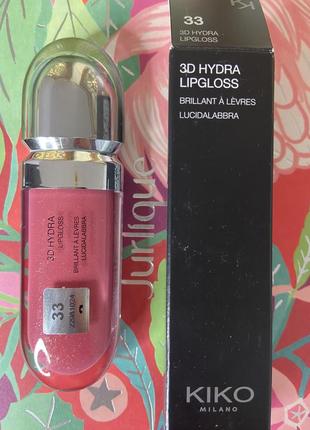 33
3D HYDRA
LIPGLOSS
3D HYDRA
LIPGLOSS
BRILLANT À LÈVRES
LUCIDALABBRA
KIKO
MILANO
3D HYDRA
LIPGLOSS
BRILLANT À LÈVRES
LUCIDALABBRA
33
Jurlique